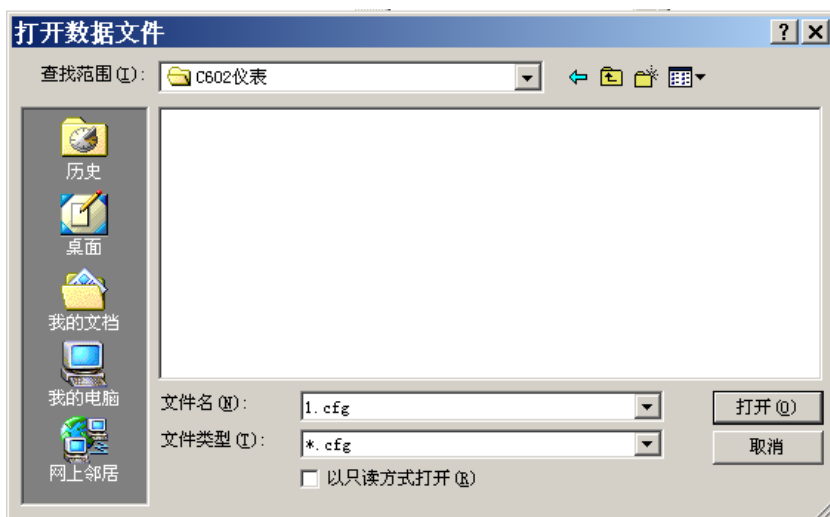 打开数据文件
查找范围(I):
C602仪表
历史
桌面
我的文档
我的电脑
网上邻居
文件名(N):
1.cfg
打开(O)
文件类型(T):
*.cfg
取消
以只读方式打开(R)